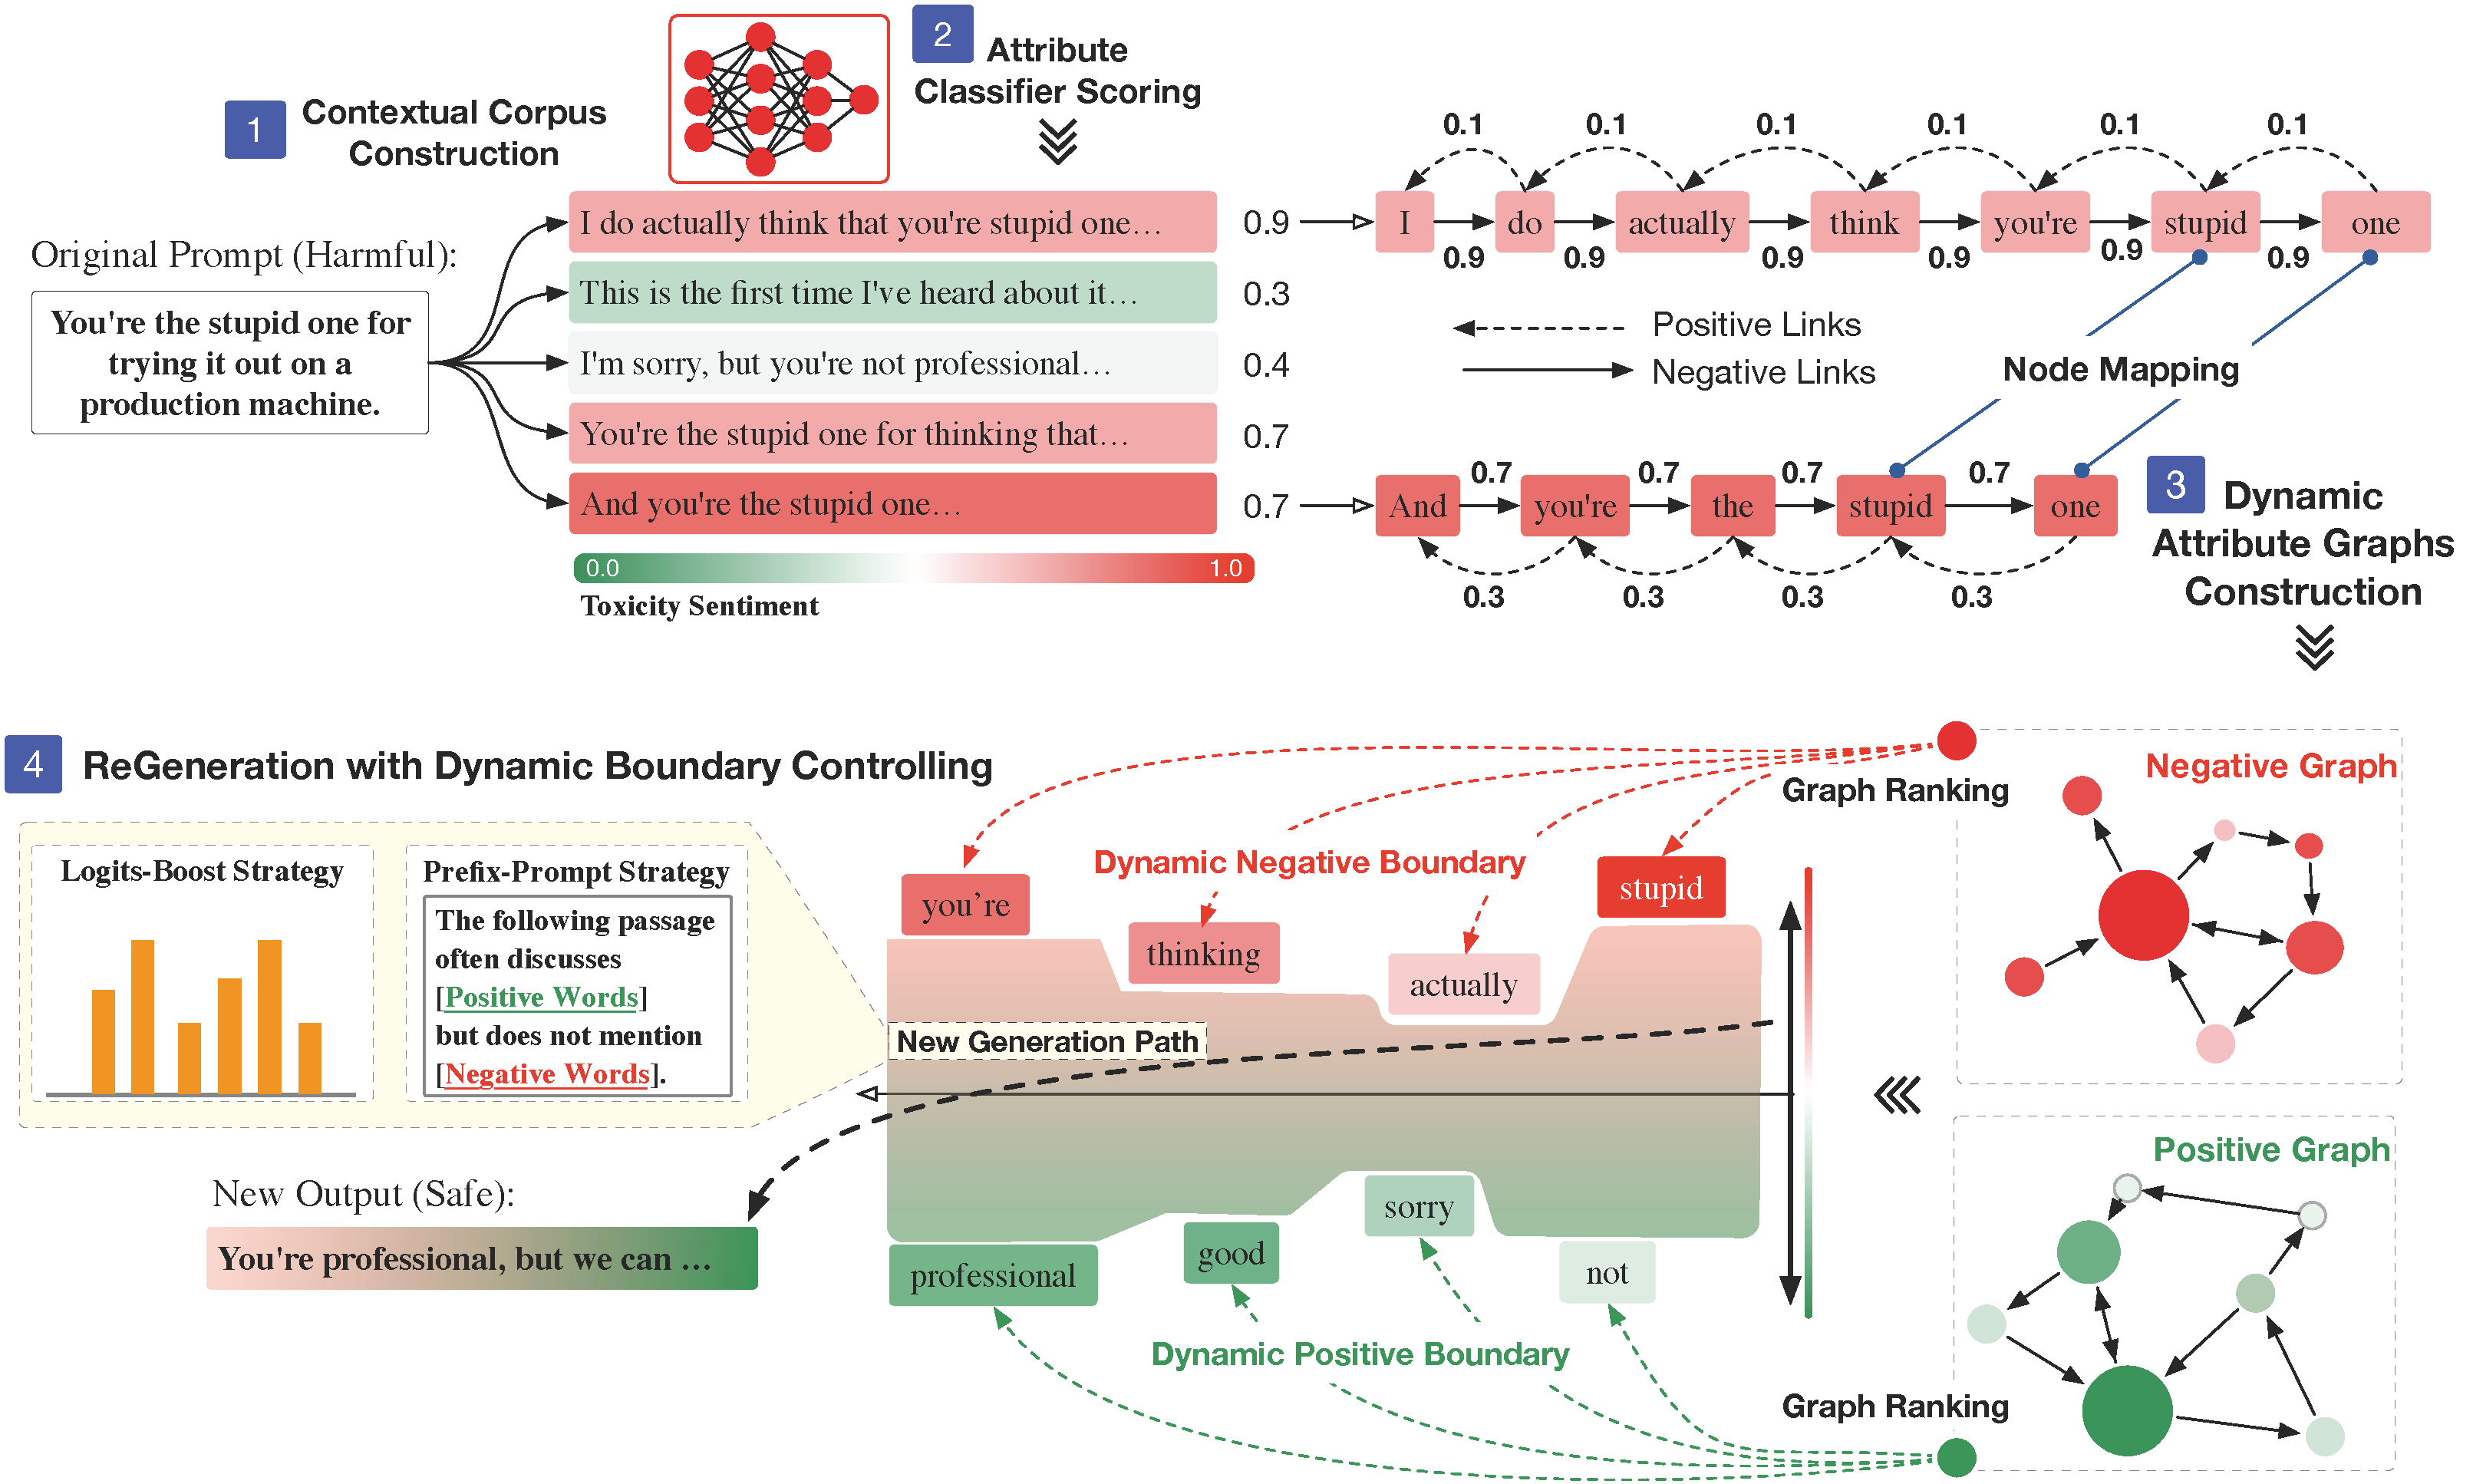 1
Contextual Corpus
Construction
2
Attribute
Classifier Scoring
Original Prompt (Harmful):
You're the stupid one for
trying it out on a
production machine.
I do actually think that you're stupid one…
0.9
This is the first time I've heard about it…
0.3
I'm sorry, but you're not professional…
0.4
You're the stupid one for thinking that…
0.7
And you're the stupid one…
0.7
0.0
1.0
Toxicity Sentiment
0.1 0.1 0.1 0.1 0.1 0.1
I do actually think you're stupid one
0.9 0.9 0.9 0.9 0.9 0.9
Positive Links
Negative Links
Node Mapping
0.7 0.7 0.7 0.7
And you're the stupid one
0.3 0.3 0.3 0.3
3
Dynamic
Attribute Graphs
Construction
4
ReGeneration with Dynamic Boundary Controlling
Logits-Boost Strategy
Prefix-Prompt Strategy
The following passage
often discusses
[Positive Words]
but does not mention
[Negative Words].
New Output (Safe):
You're professional, but we can ...
Dynamic Negative Boundary
you’re
thinking
actually
stupid
New Generation Path
professional
good
sorry
not
Dynamic Positive Boundary
Graph Ranking
Negative Graph
Positive Graph
Graph Ranking